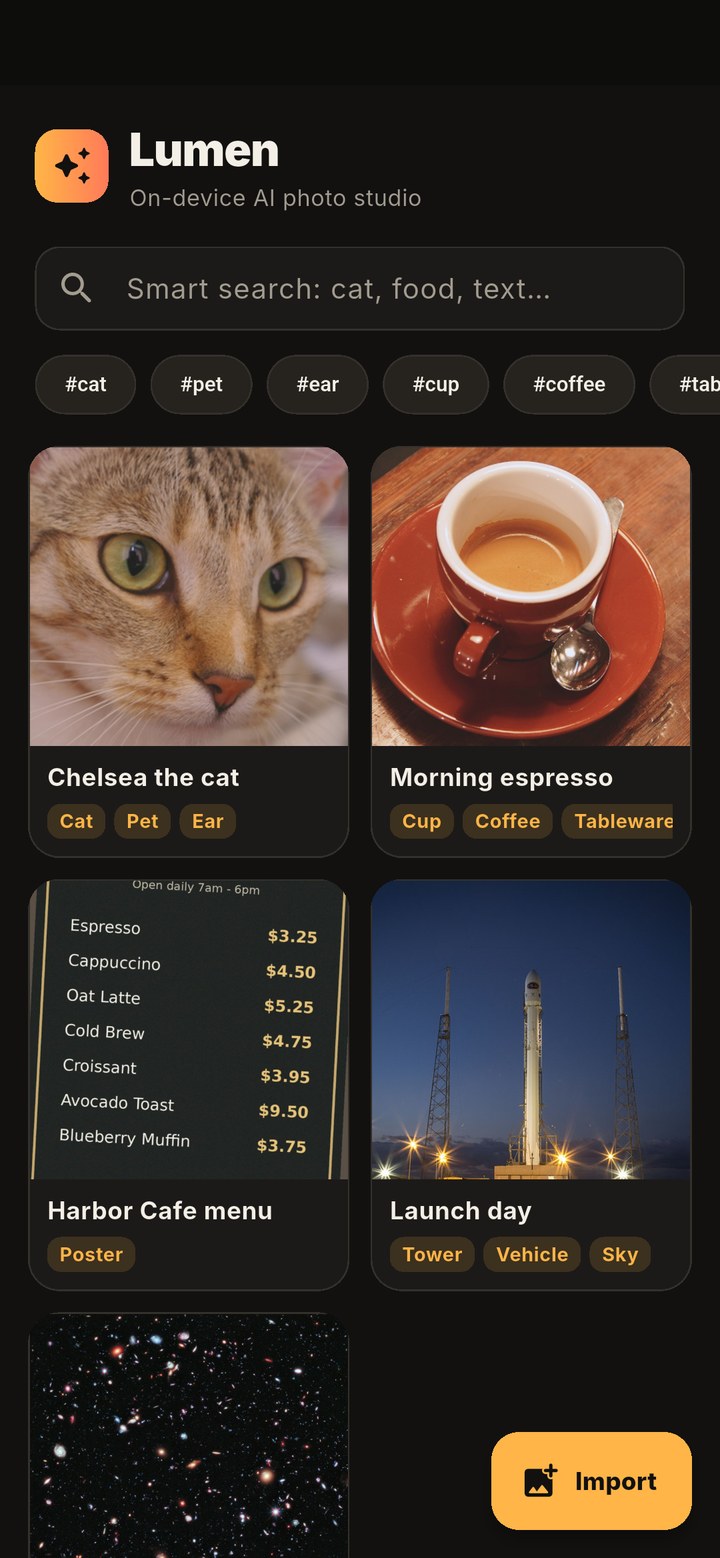 Lumen
On-device AI photo studio
Smart search: cat, food, text...
#cat #pet #ear #cup #coffee #tab
Chelsea the cat
Cat Pet Ear
Morning espresso
Cup Coffee Tableware
Open daily 7am - 6pm
Espresso $3.25
Cappuccino $4.50
Oat Latte $5.25
Cold Brew $4.75
Croissant $3.95
Avocado Toast $9.50
Blueberry Muffin $3.75
Harbor Cafe menu
Poster
Launch day
Tower Vehicle Sky
Import